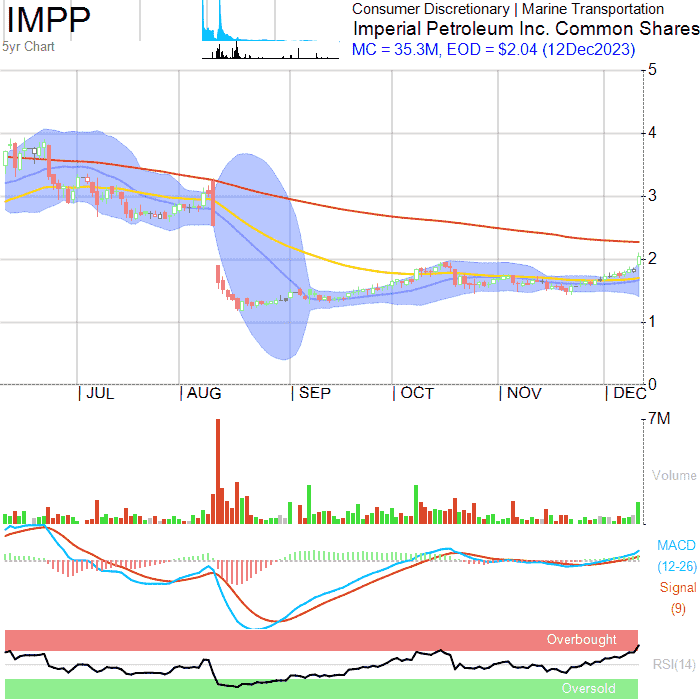 IMPP
5yr Chart
Consumer Discretionary | Marine Transportation
Imperial Petroleum Inc. Common Shares
MC = 35.3M, EOD = $2.04 (12Dec2023)
5
4
3
2
1
0
| JUL | AUG | SEP | OCT | NOV | DEC
7M
Volume
MACD
(12-26)
Signal
(9)
Overbought
RSI(14)
Oversold